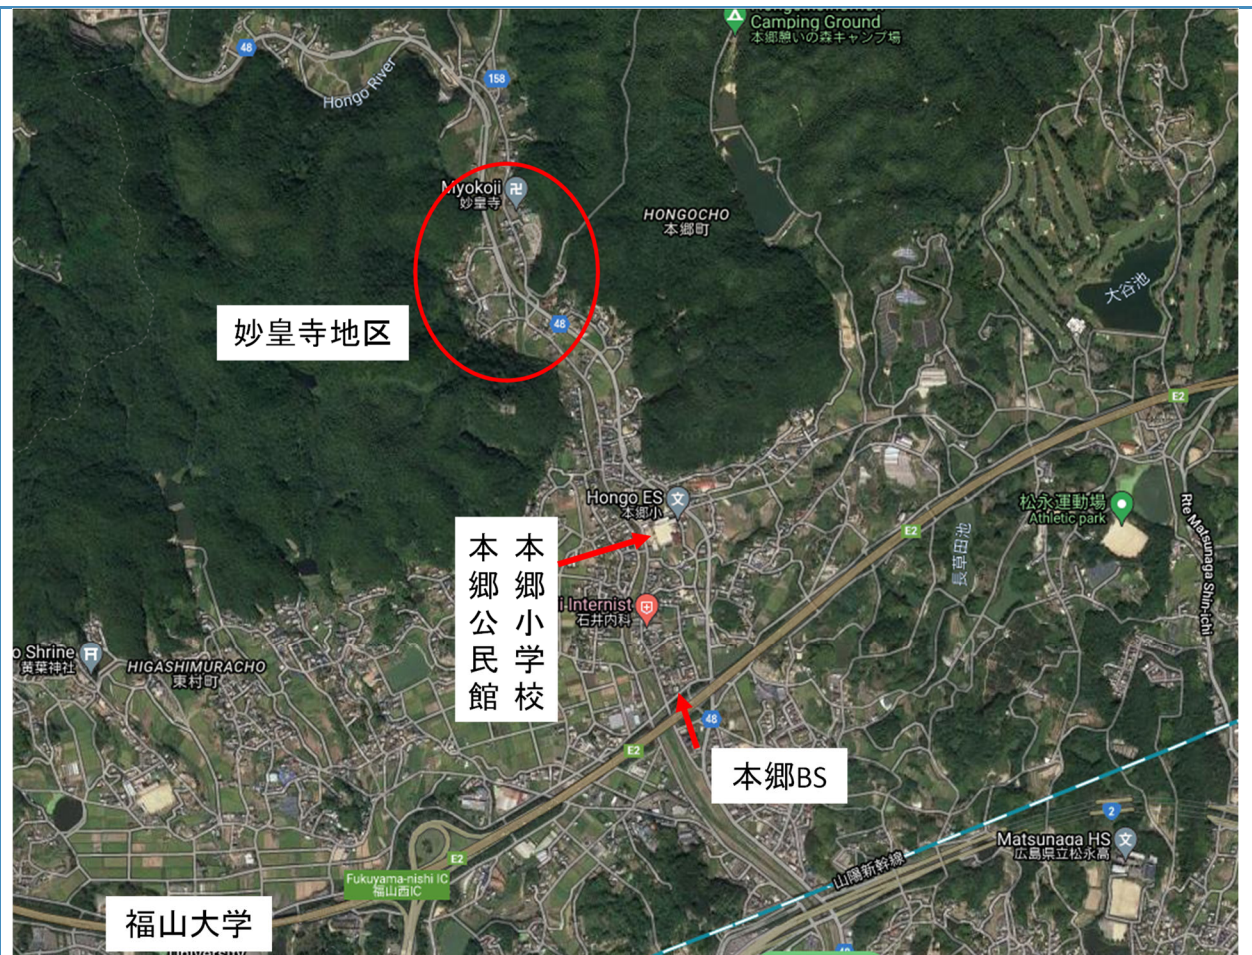 Camping Ground
本郷憩いの森キャンプ場
48
158
Hongo River
Myokoji
妙皇寺
HONGOCHO
本郷町
大谷池
妙皇寺地区
48
E2
Hongo ES
本郷小
松永運動場
Athletic park
E2
長草田池
Rte Matsunaga Shin-ichi
本郷小学校
本郷公民館
i Internist
石井内科
o Shrine
黄葉神社
HIGASHIMURACHO
東村町
48
E2
本郷BS
2
Matsunaga HS
広島県立松永高
山陽新幹線
E2
Fukuyama-nishi IC
福山西IC
福山大学
48